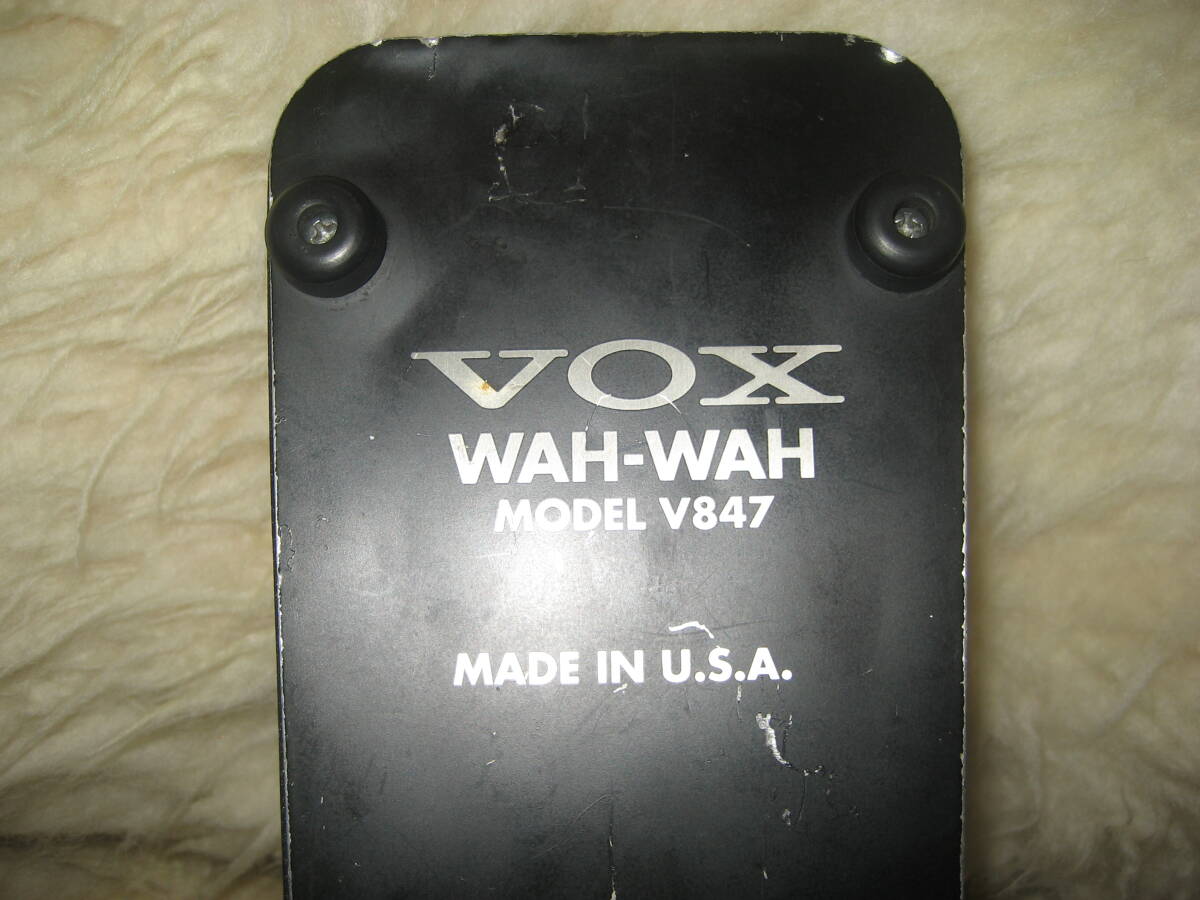 VOX
WAH-WAH
MODEL V847
MADE IN U.S.A.